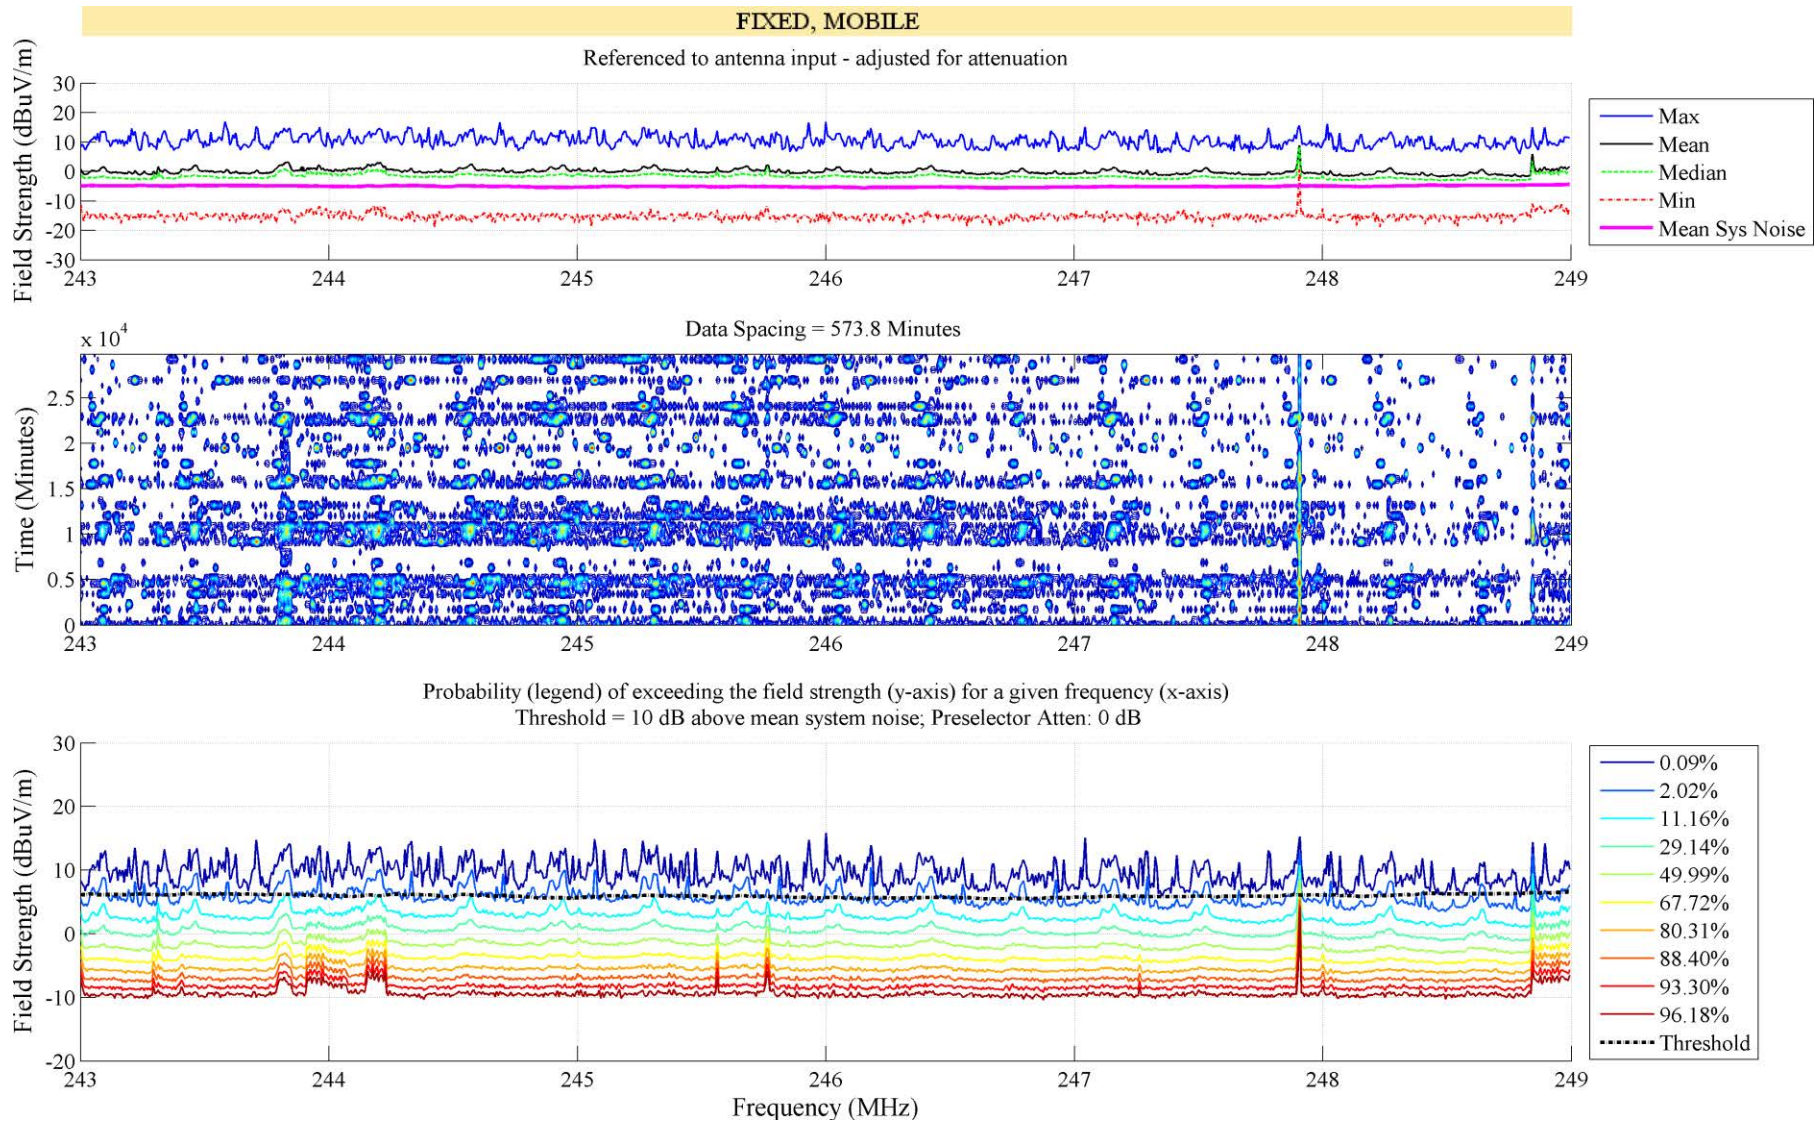 FIXED, MOBILE
Referenced to antenna input - adjusted for attenuation
Field Strength (dBuV/m)
30
20
10
0
-10
-20
-30
243 244 245 246 247 248 249
Max
Mean
Median
Min
Mean Sys Noise
Data Spacing = 573.8 Minutes
x 10^4
Time (Minutes)
2.5
2
1.5
1
0.5
0
243 244 245 246 247 248 249
Probability (legend) of exceeding the field strength (y-axis) for a given frequency (x-axis)
Threshold = 10 dB above mean system noise; Preselector Atten: 0 dB
Field Strength (dBuV/m)
30
20
10
0
-10
-20
243 244 245 246 247 248 249
Frequency (MHz)
0.09%
2.02%
11.16%
29.14%
49.99%
67.72%
80.31%
88.40%
93.30%
96.18%
Threshold